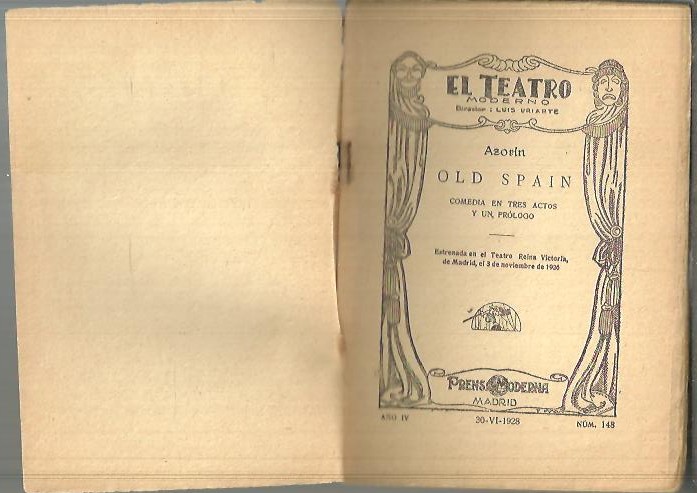 EL TEATRO
MODERNO
Director : LUIS URIARTE
Azorín
OLD SPAIN
COMEDIA EN TRES ACTOS
Y UN PRÓLOGO
Estrenada en el Teatro Reina Victoria,
de Madrid, el 3 de noviembre de 1926
PRENSA MODERNA
MADRID
AÑO IV 30-VI-1928 NÚM. 148